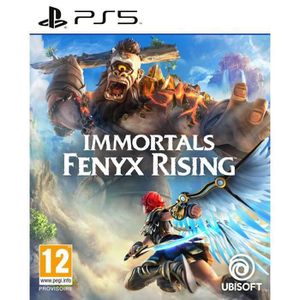 PS5
IMMORTALS
FENYX RISING
12
www.pegi.info
PROVISOIRE
UBISOFT